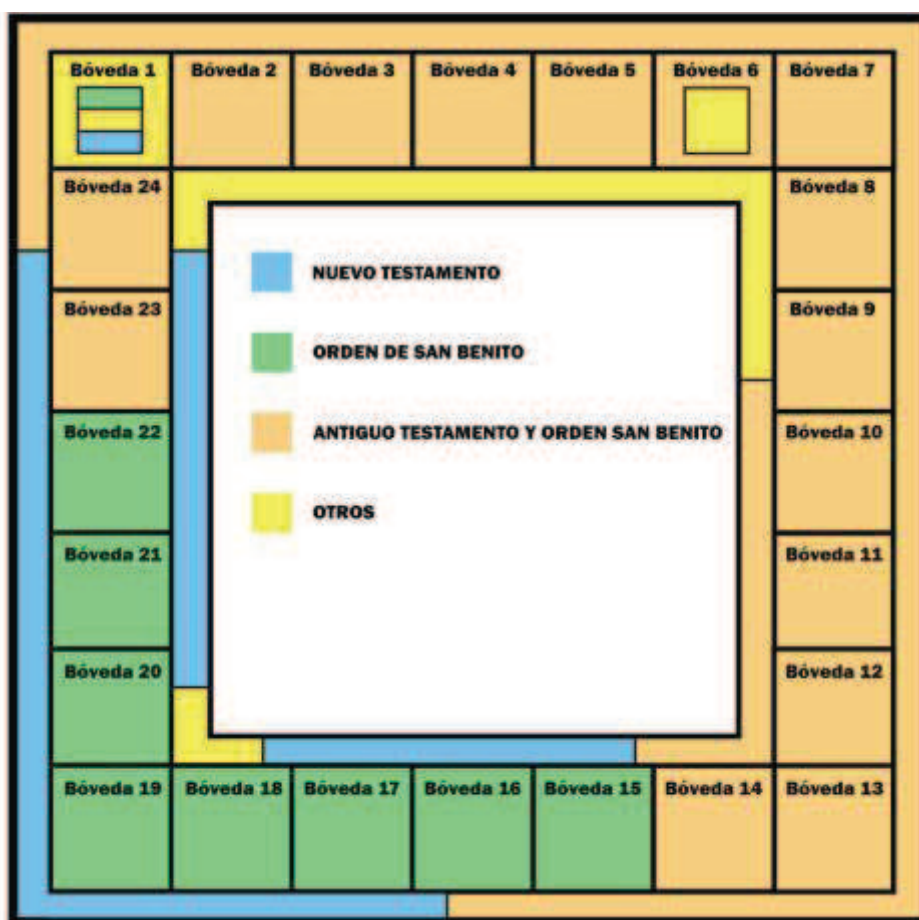 Bóveda 1 Bóveda 2 Bóveda 3 Bóveda 4 Bóveda 5 Bóveda 6 Bóveda 7
Bóveda 24 Bóveda 8
NUEVO TESTAMENTO
Bóveda 23 Bóveda 9
ORDEN DE SAN BENITO
Bóveda 22 ANTIGUO TESTAMENTO Y ORDEN SAN BENITO Bóveda 10
OTROS
Bóveda 21 Bóveda 11
Bóveda 20 Bóveda 12
Bóveda 19 Bóveda 18 Bóveda 17 Bóveda 16 Bóveda 15 Bóveda 14 Bóveda 13